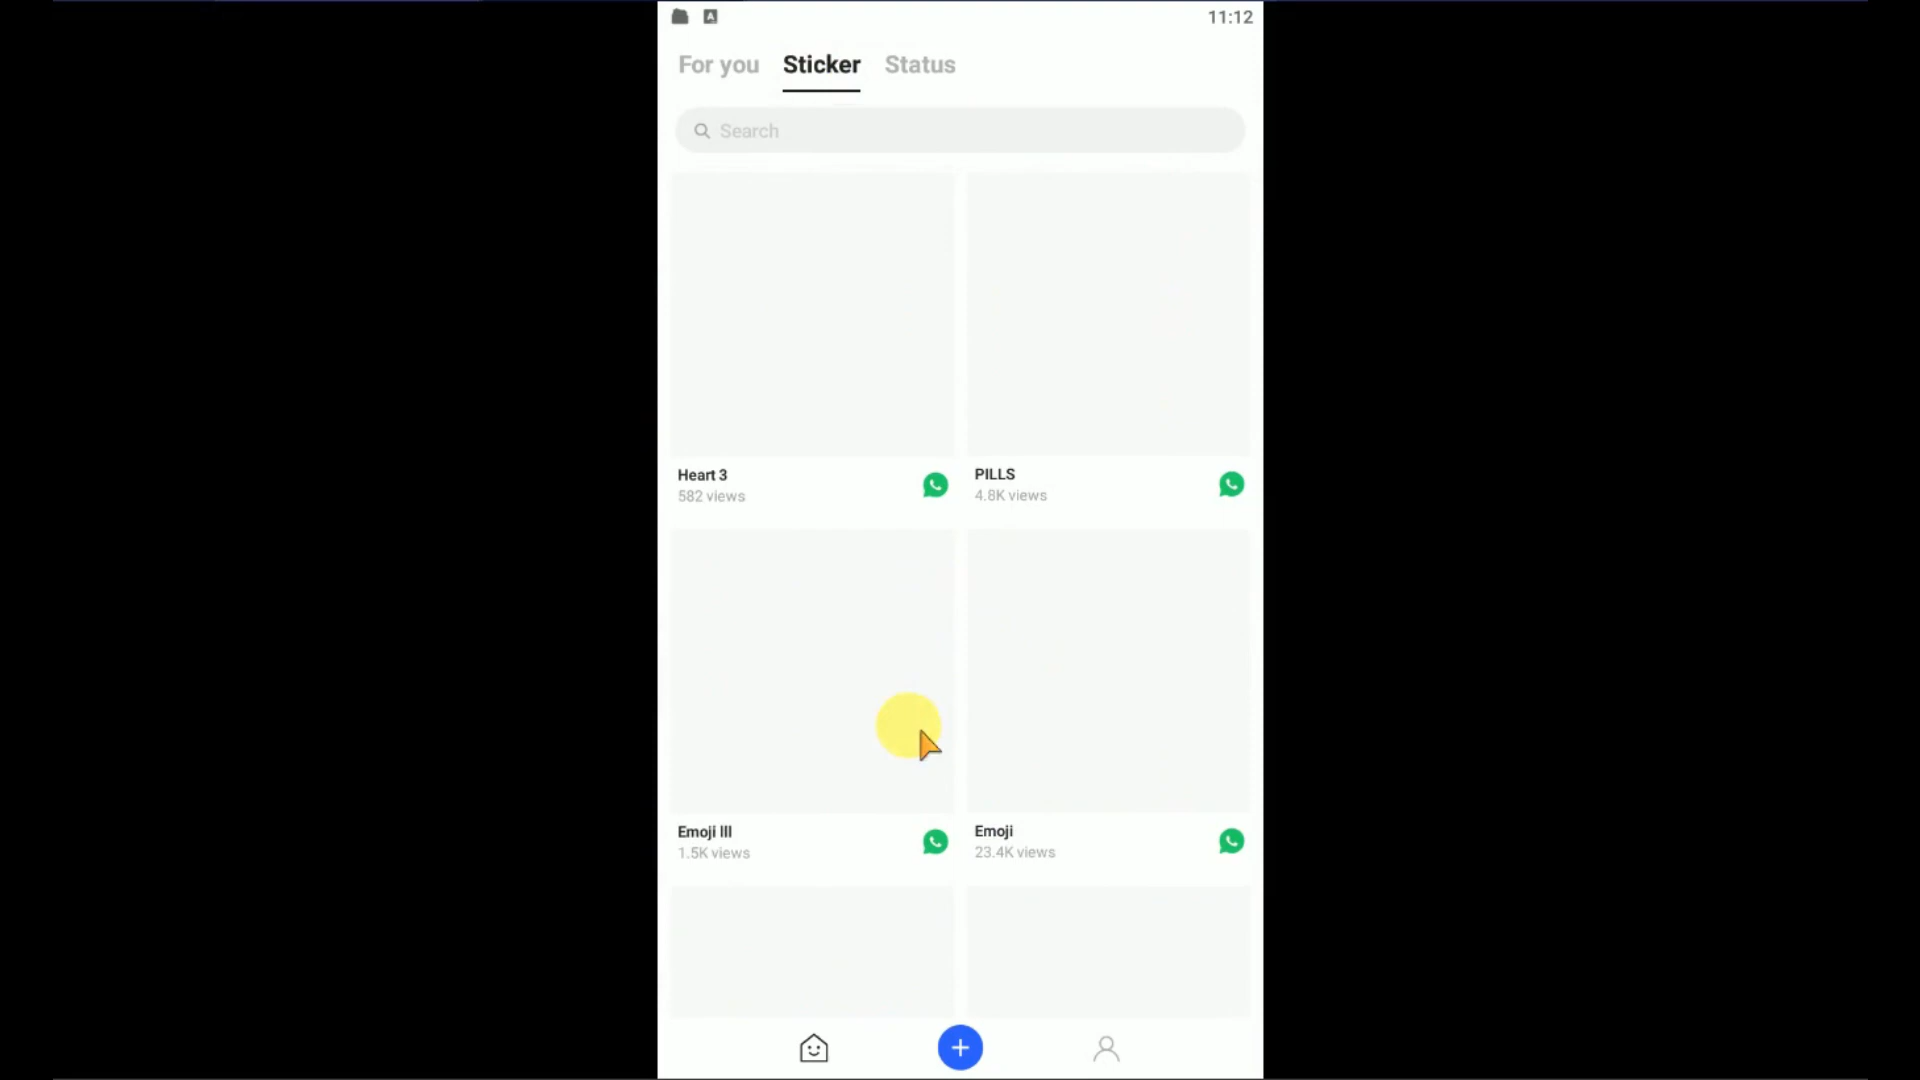 11:12
For you Sticker Status
Search
Heart 3
582 views
PILLS
4.8K views
Emoji III
1.5K views
Emoji
23.4K views